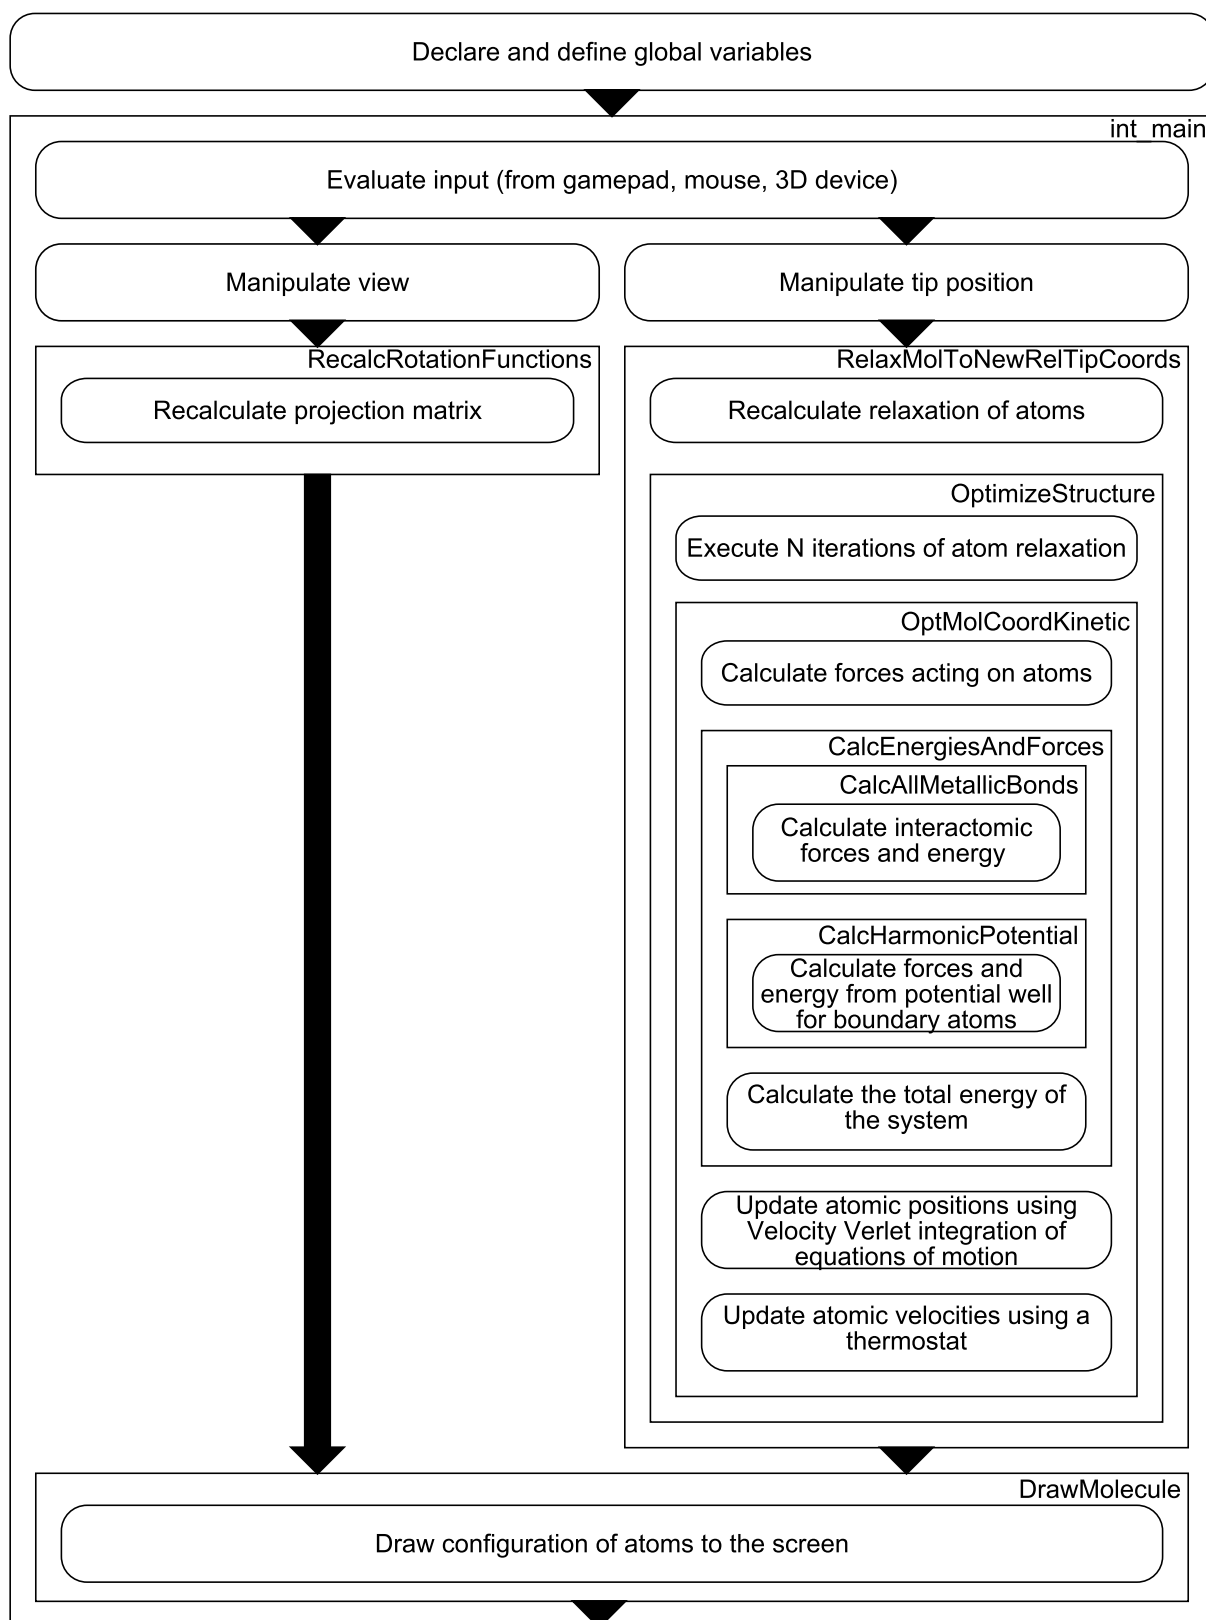 Declare and define global variables
int_main
Evaluate input (from gamepad, mouse, 3D device)
Manipulate view
Manipulate tip position
RecalcRotationFunctions
Recalculate projection matrix
RelaxMolToNewRelTipCoords
Recalculate relaxation of atoms
OptimizeStructure
Execute N iterations of atom relaxation
OptMolCoordKinetic
Calculate forces acting on atoms
CalcEnergiesAndForces
CalcAllMetallicBonds
Calculate interactomic
forces and energy
CalcHarmonicPotential
Calculate forces and
energy from potential well
for boundary atoms
Calculate the total energy of
the system
Update atomic positions using
Velocity Verlet integration of
equations of motion
Update atomic velocities using a
thermostat
DrawMolecule
Draw configuration of atoms to the screen